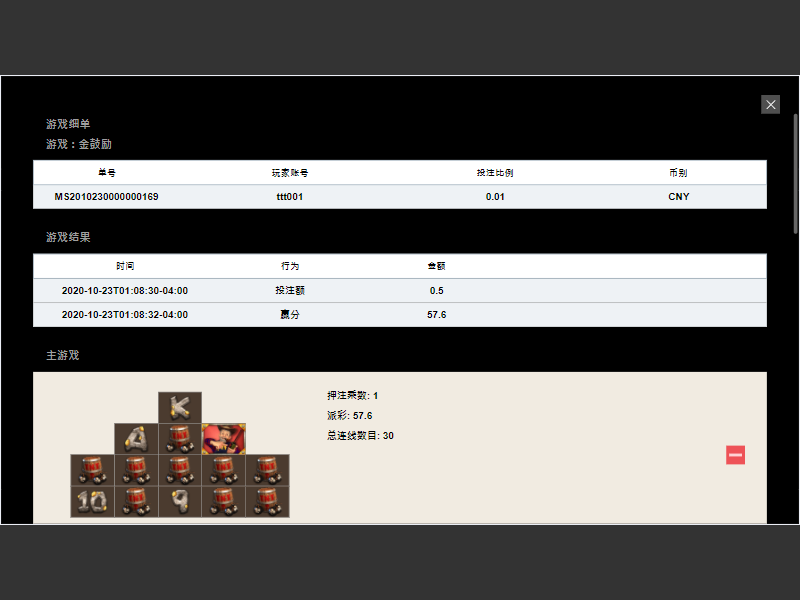 游戏细单
游戏：金鼓励
单号 玩家账号 投注比例 币别
MS2010230000000169 ttt001 0.01 CNY
游戏结果
时间 行为 金额
2020-10-23T01:08:30-04:00 投注额 0.5
2020-10-23T01:08:32-04:00 赢分 57.6
主游戏
押注乘数: 1
派彩: 57.6
总连线数目: 30
K
A
10 9